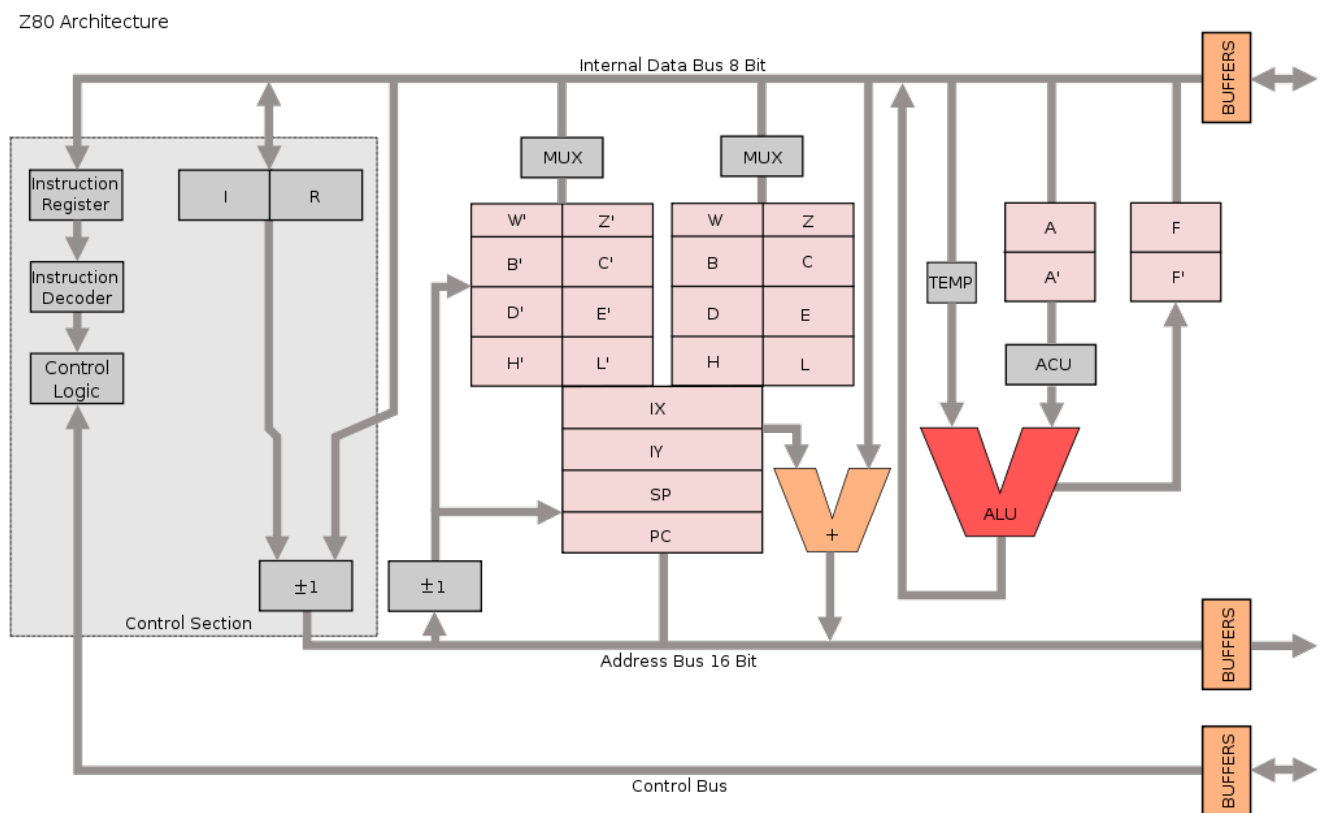 Z80 Architecture
Internal Data Bus 8 Bit
BUFFERS
MUX
MUX
Instruction
Register
I
R
W'
Z'
W
Z
A
F
B'
C'
B
C
A'
F'
Instruction
Decoder
TEMP
D'
E'
D
E
Control
Logic
H'
L'
H
L
ACU
IX
IY
SP
PC
+
ALU
±1
±1
Control Section
BUFFERS
Address Bus 16 Bit
BUFFERS
Control Bus